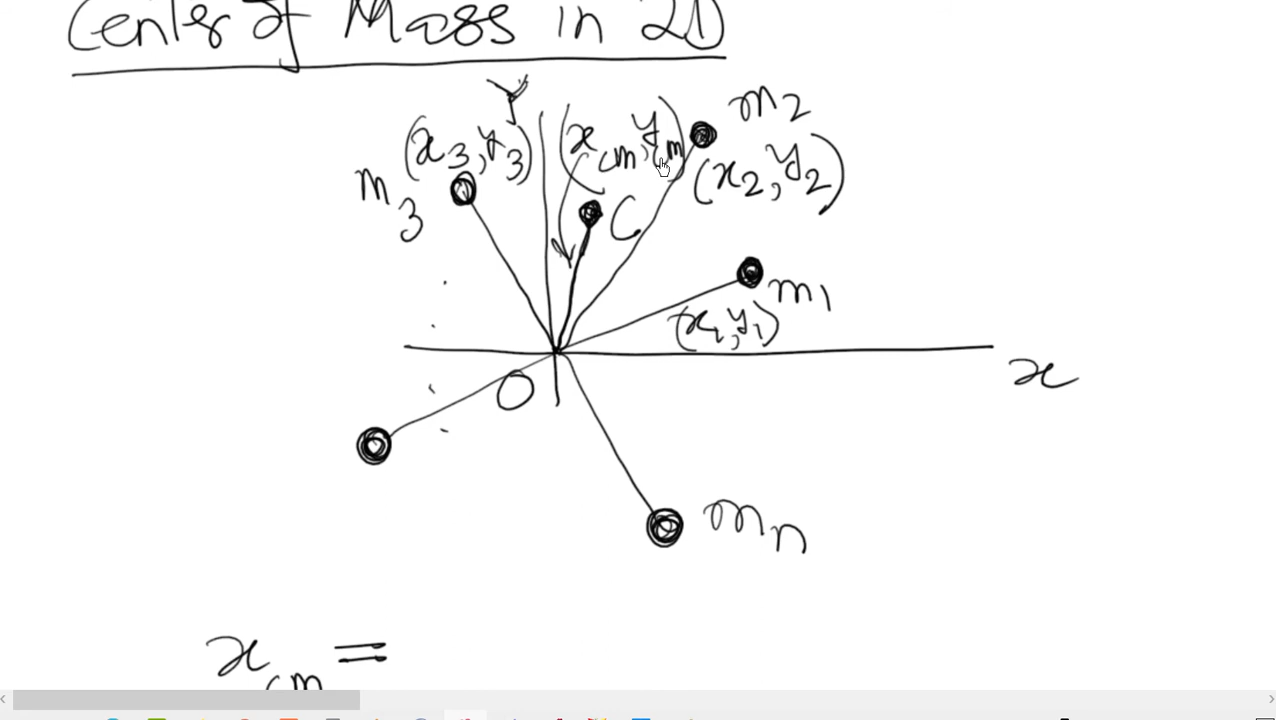 Center of Mass in 2D
Y
m2
(x3, y3)
(xcm, ycm)
(x2, y2)
m3
C
m1
(x1, y1)
x
O
mn
xcm =